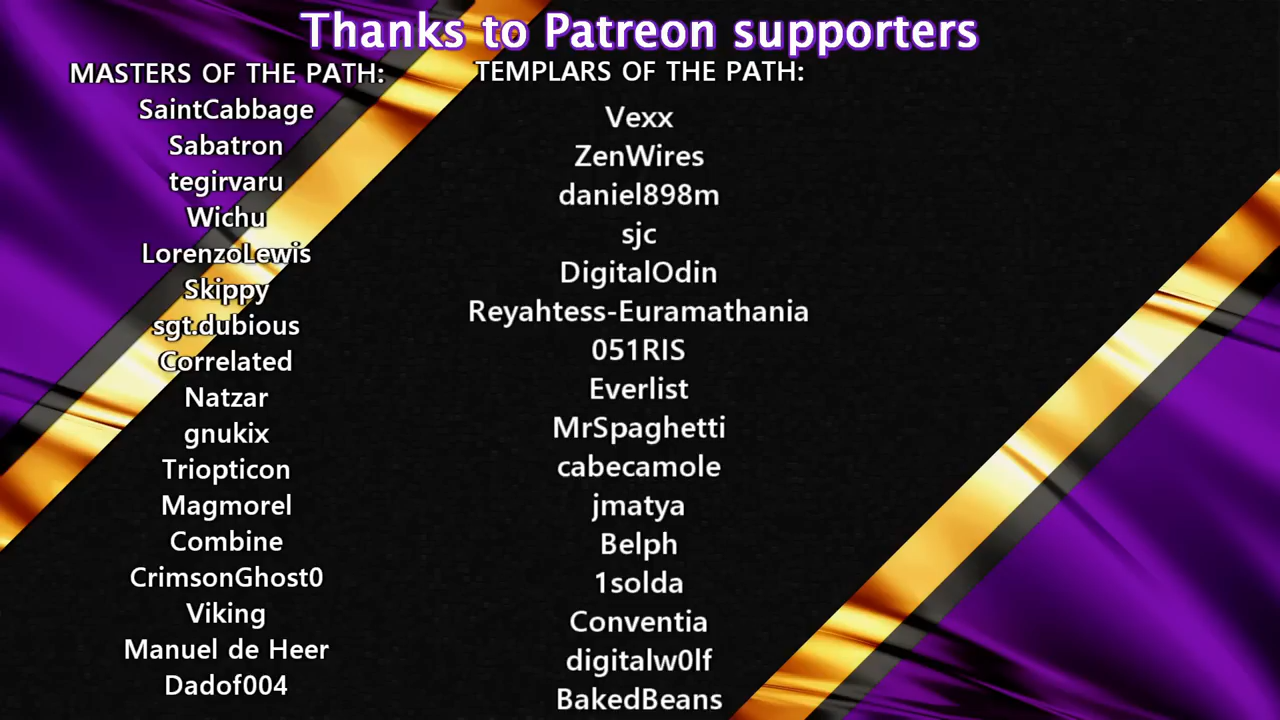 Thanks to Patreon supporters
MASTERS OF THE PATH:
SaintCabbage
Sabatron
tegirvaru
Wichu
LorenzoLewis
Skippy
sgt.dubious
Correlated
Natzar
gnukix
Triopticon
Magmorel
Combine
CrimsonGhost0
Viking
Manuel de Heer
Dadof004
TEMPLARS OF THE PATH:
Vexx
ZenWires
daniel898m
sjc
DigitalOdin
Reyahtess-Euramathania
051RIS
Everlist
MrSpaghetti
cabecamole
jmatya
Belph
1solda
Conventia
digitalw0lf
BakedBeans